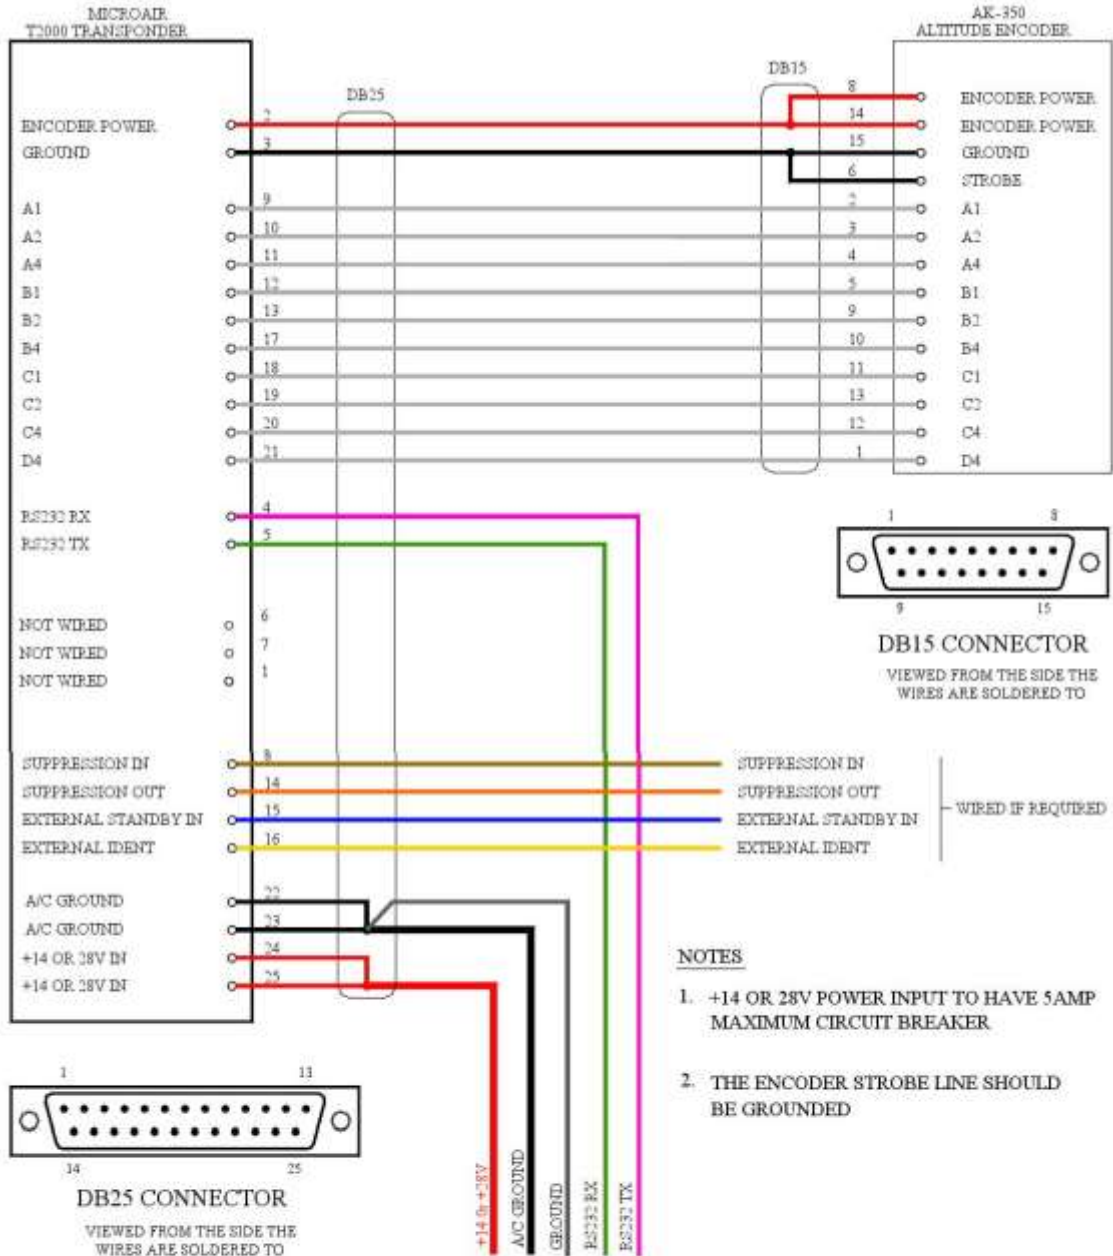 MICROAIR
T2000 TRANSPONDER
AK-350
ALTITUDE ENCODER
DB25
DB15
ENCODER POWER 2 8 ENCODER POWER
14 ENCODER POWER
GROUND 3 15 GROUND
6 STROBE
A1 9 2 A1
A2 10 3 A2
A4 11 4 A4
B1 12 5 B1
B2 13 9 B2
B4 17 10 B4
C1 18 11 C1
C2 19 13 C2
C4 20 12 C4
D4 21 1 D4
RS232 RX 4
RS232 TX 5
NOT WIRED 6
NOT WIRED 7
NOT WIRED 1
1 8
9 15
DB15 CONNECTOR
VIEWED FROM THE SIDE THE
WIRES ARE SOLDERED TO
SUPPRESSION IN 8 SUPPRESSION IN
SUPPRESSION OUT 14 SUPPRESSION OUT
EXTERNAL STANDBY IN 15 EXTERNAL STANDBY IN
EXTERNAL IDENT 16 EXTERNAL IDENT
WIRED IF REQUIRED
A/C GROUND 22
A/C GROUND 23
+14 OR 28V IN 24
+14 OR 28V IN 25
NOTES
1. +14 OR 28V POWER INPUT TO HAVE 5AMP
MAXIMUM CIRCUIT BREAKER
2. THE ENCODER STROBE LINE SHOULD
BE GROUNDED
1 13
14 25
DB25 CONNECTOR
VIEWED FROM THE SIDE THE
WIRES ARE SOLDERED TO
+14 0r +28V
A/C GROUND
GROUND
RS232 RX
RS232 TX